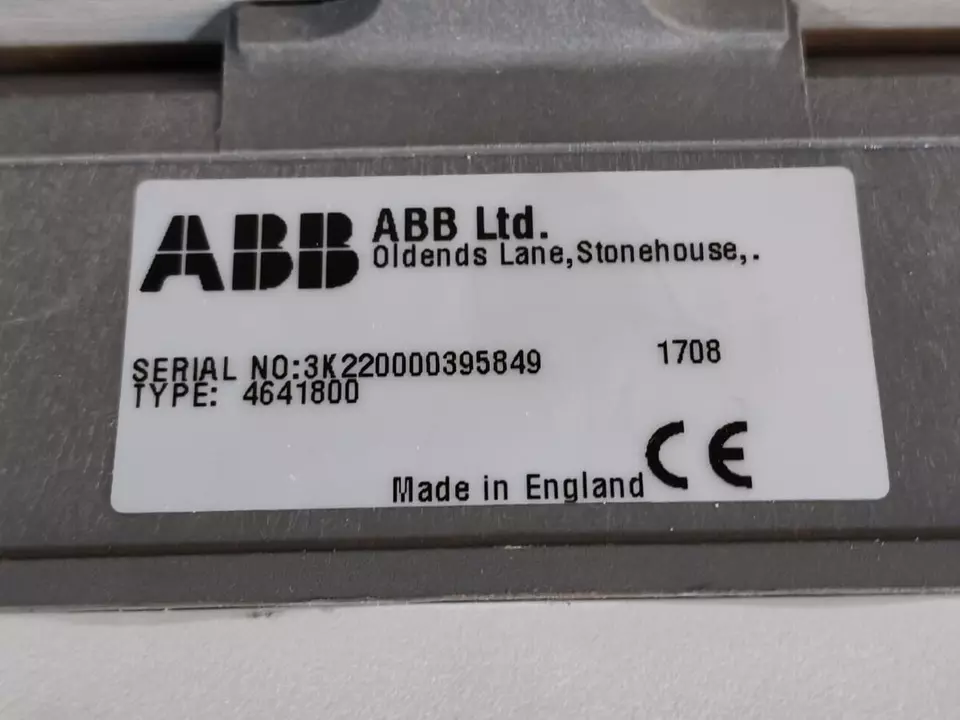 ABB
ABB Ltd.
Oldends Lane,Stonehouse,.
SERIAL NO:3K220000395849 1708
TYPE: 4641800
Made in England CE